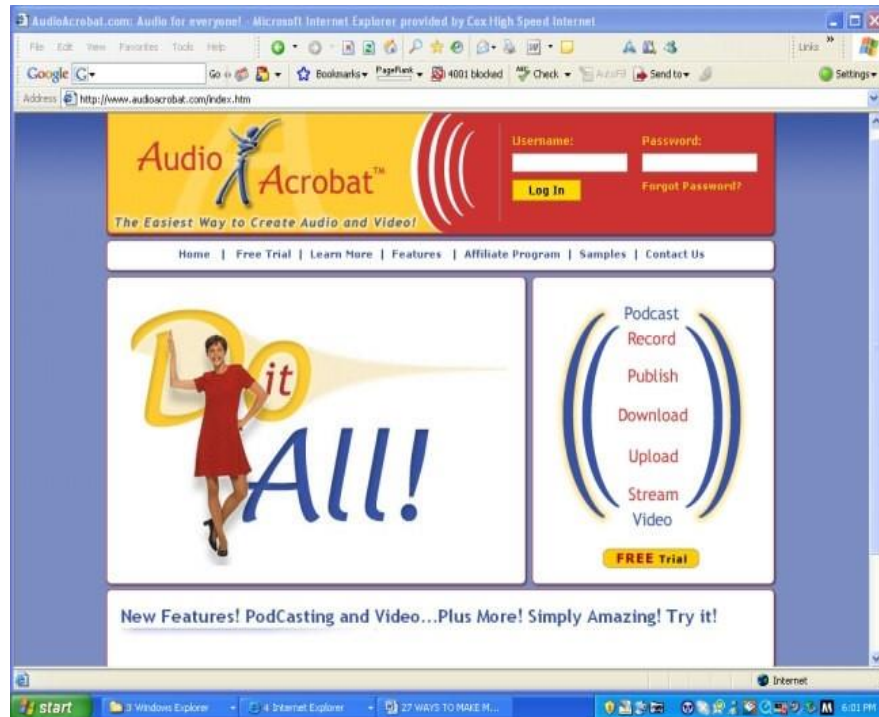 AudioAcrobat.com: Audio for everyone! - Microsoft Internet Explorer provided by Cox High Speed Internet
File Edit View Favorites Tools Help Links »
Google G Go Bookmarks PageRank 4001 blocked Check AutoFill Send to Settings
Address http://www.audioacrobat.com/index.htm
Audio Acrobat™
The Easiest Way to Create Audio and Video!
Username: Password:
Log In Forgot Password?
Home | Free Trial | Learn More | Features | Affiliate Program | Samples | Contact Us
Do it
All!
Podcast
Record
Publish
Download
Upload
Stream
Video
FREE Trial
New Features! PodCasting and Video...Plus More! Simply Amazing! Try it!
Internet
start 3 Windows Explorer 4 Internet Explorer 27 WAYS TO MAKE M... 6:01 PM